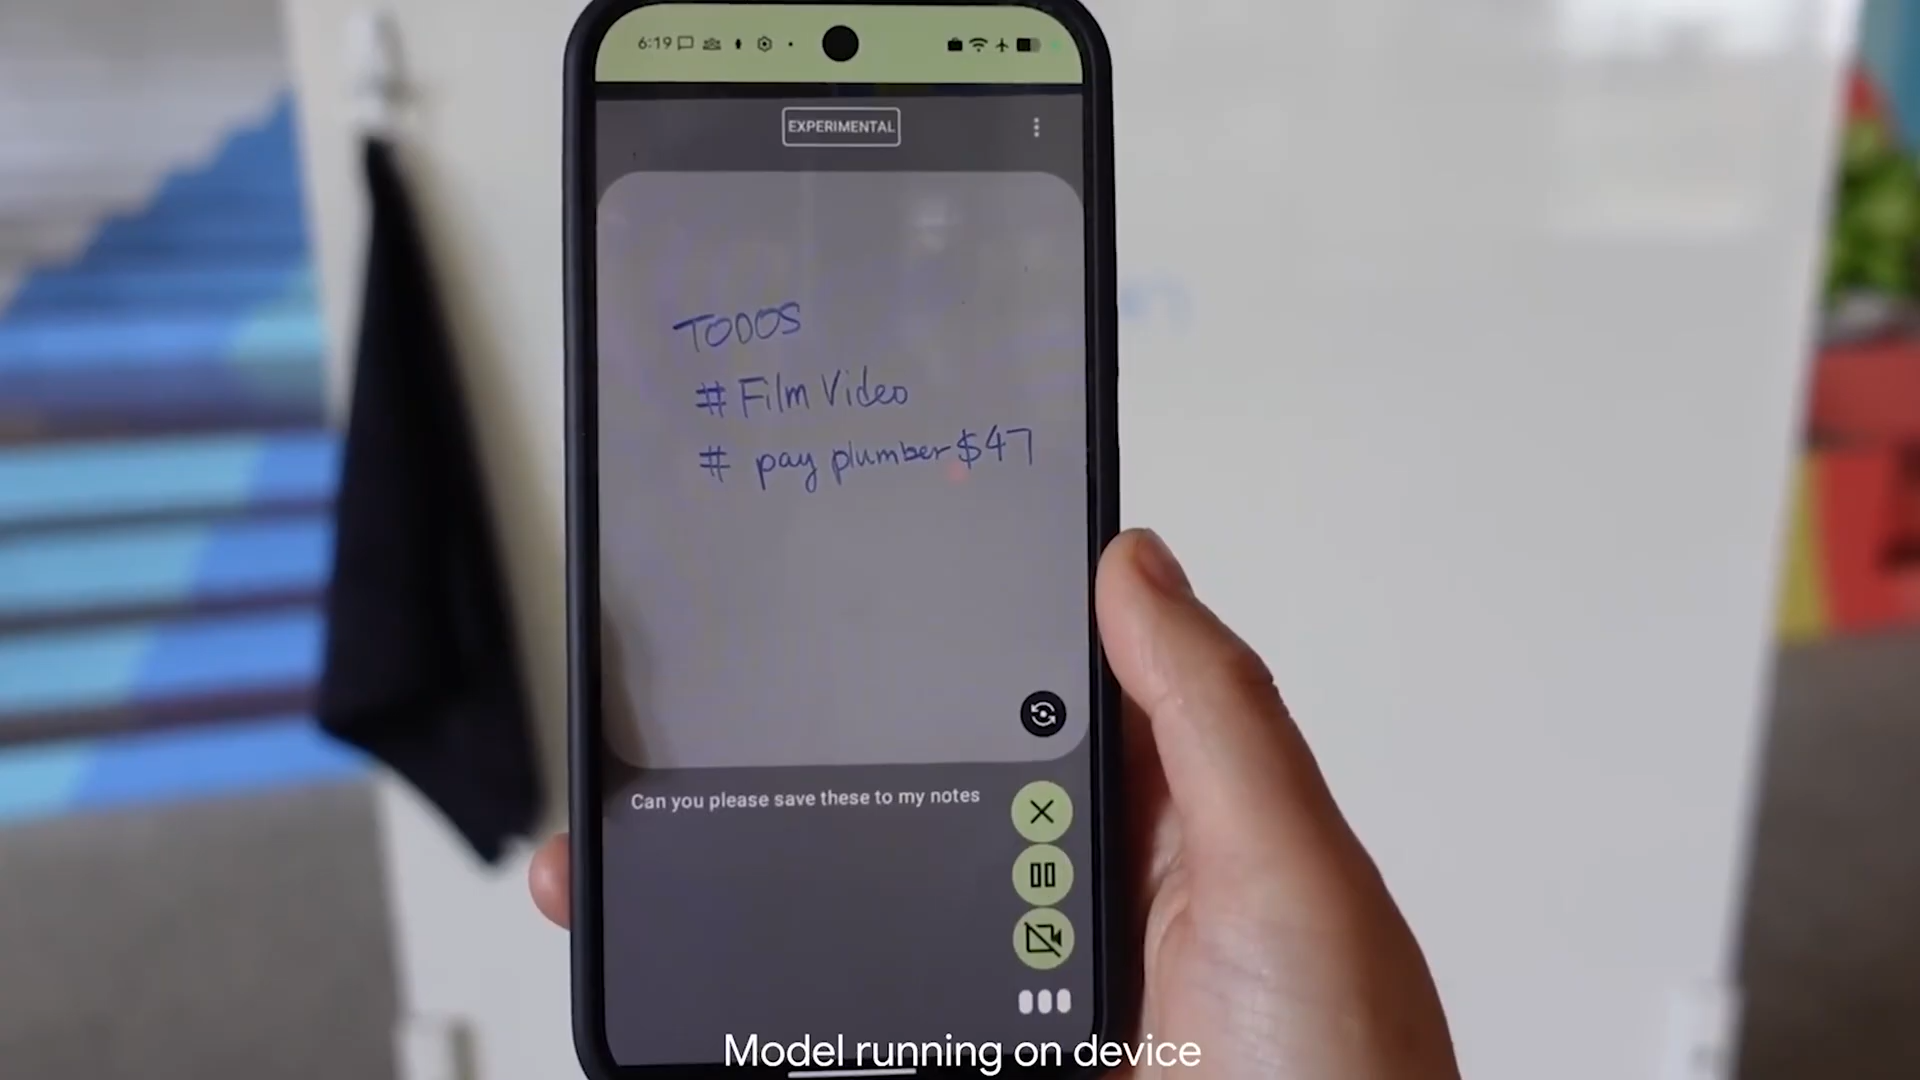 6:19
EXPERIMENTAL
TODOS
# Film Video
# pay plumber $47
Can you please save these to my notes
Model running on device